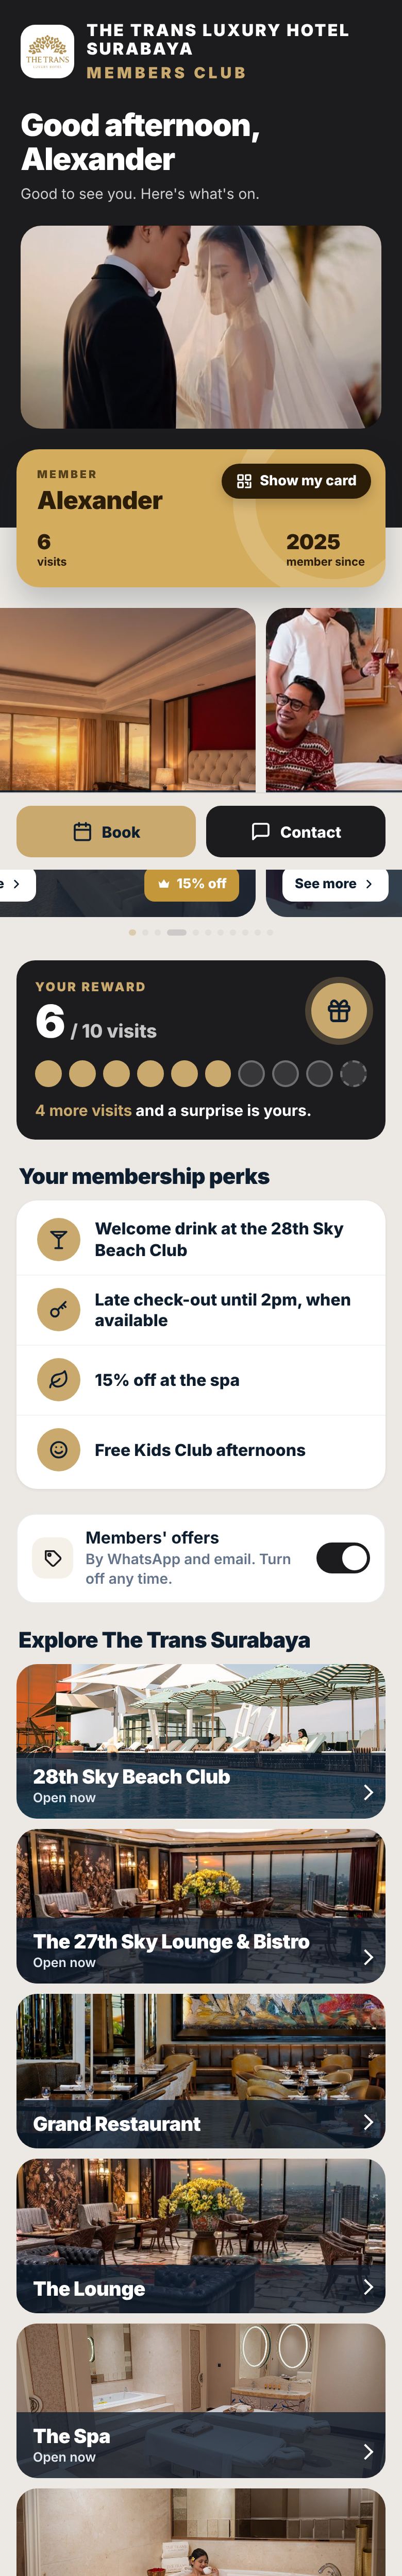 THE TRANS
LUXURY HOTEL
THE TRANS LUXURY HOTEL
SURABAYA
MEMBERS CLUB
Good afternoon,
Alexander
Good to see you. Here's what's on.
MEMBER
Alexander
Show my card
6
visits
2025
member since
Book
Contact
15% off
See more
YOUR REWARD
6 / 10 visits
4 more visits and a surprise is yours.
Your membership perks
Welcome drink at the 28th Sky
Beach Club
Late check-out until 2pm, when
available
15% off at the spa
Free Kids Club afternoons
Members' offers
By WhatsApp and email. Turn
off any time.
Explore The Trans Surabaya
28th Sky Beach Club
Open now
The 27th Sky Lounge & Bistro
Open now
Grand Restaurant
The Lounge
The Spa
Open now